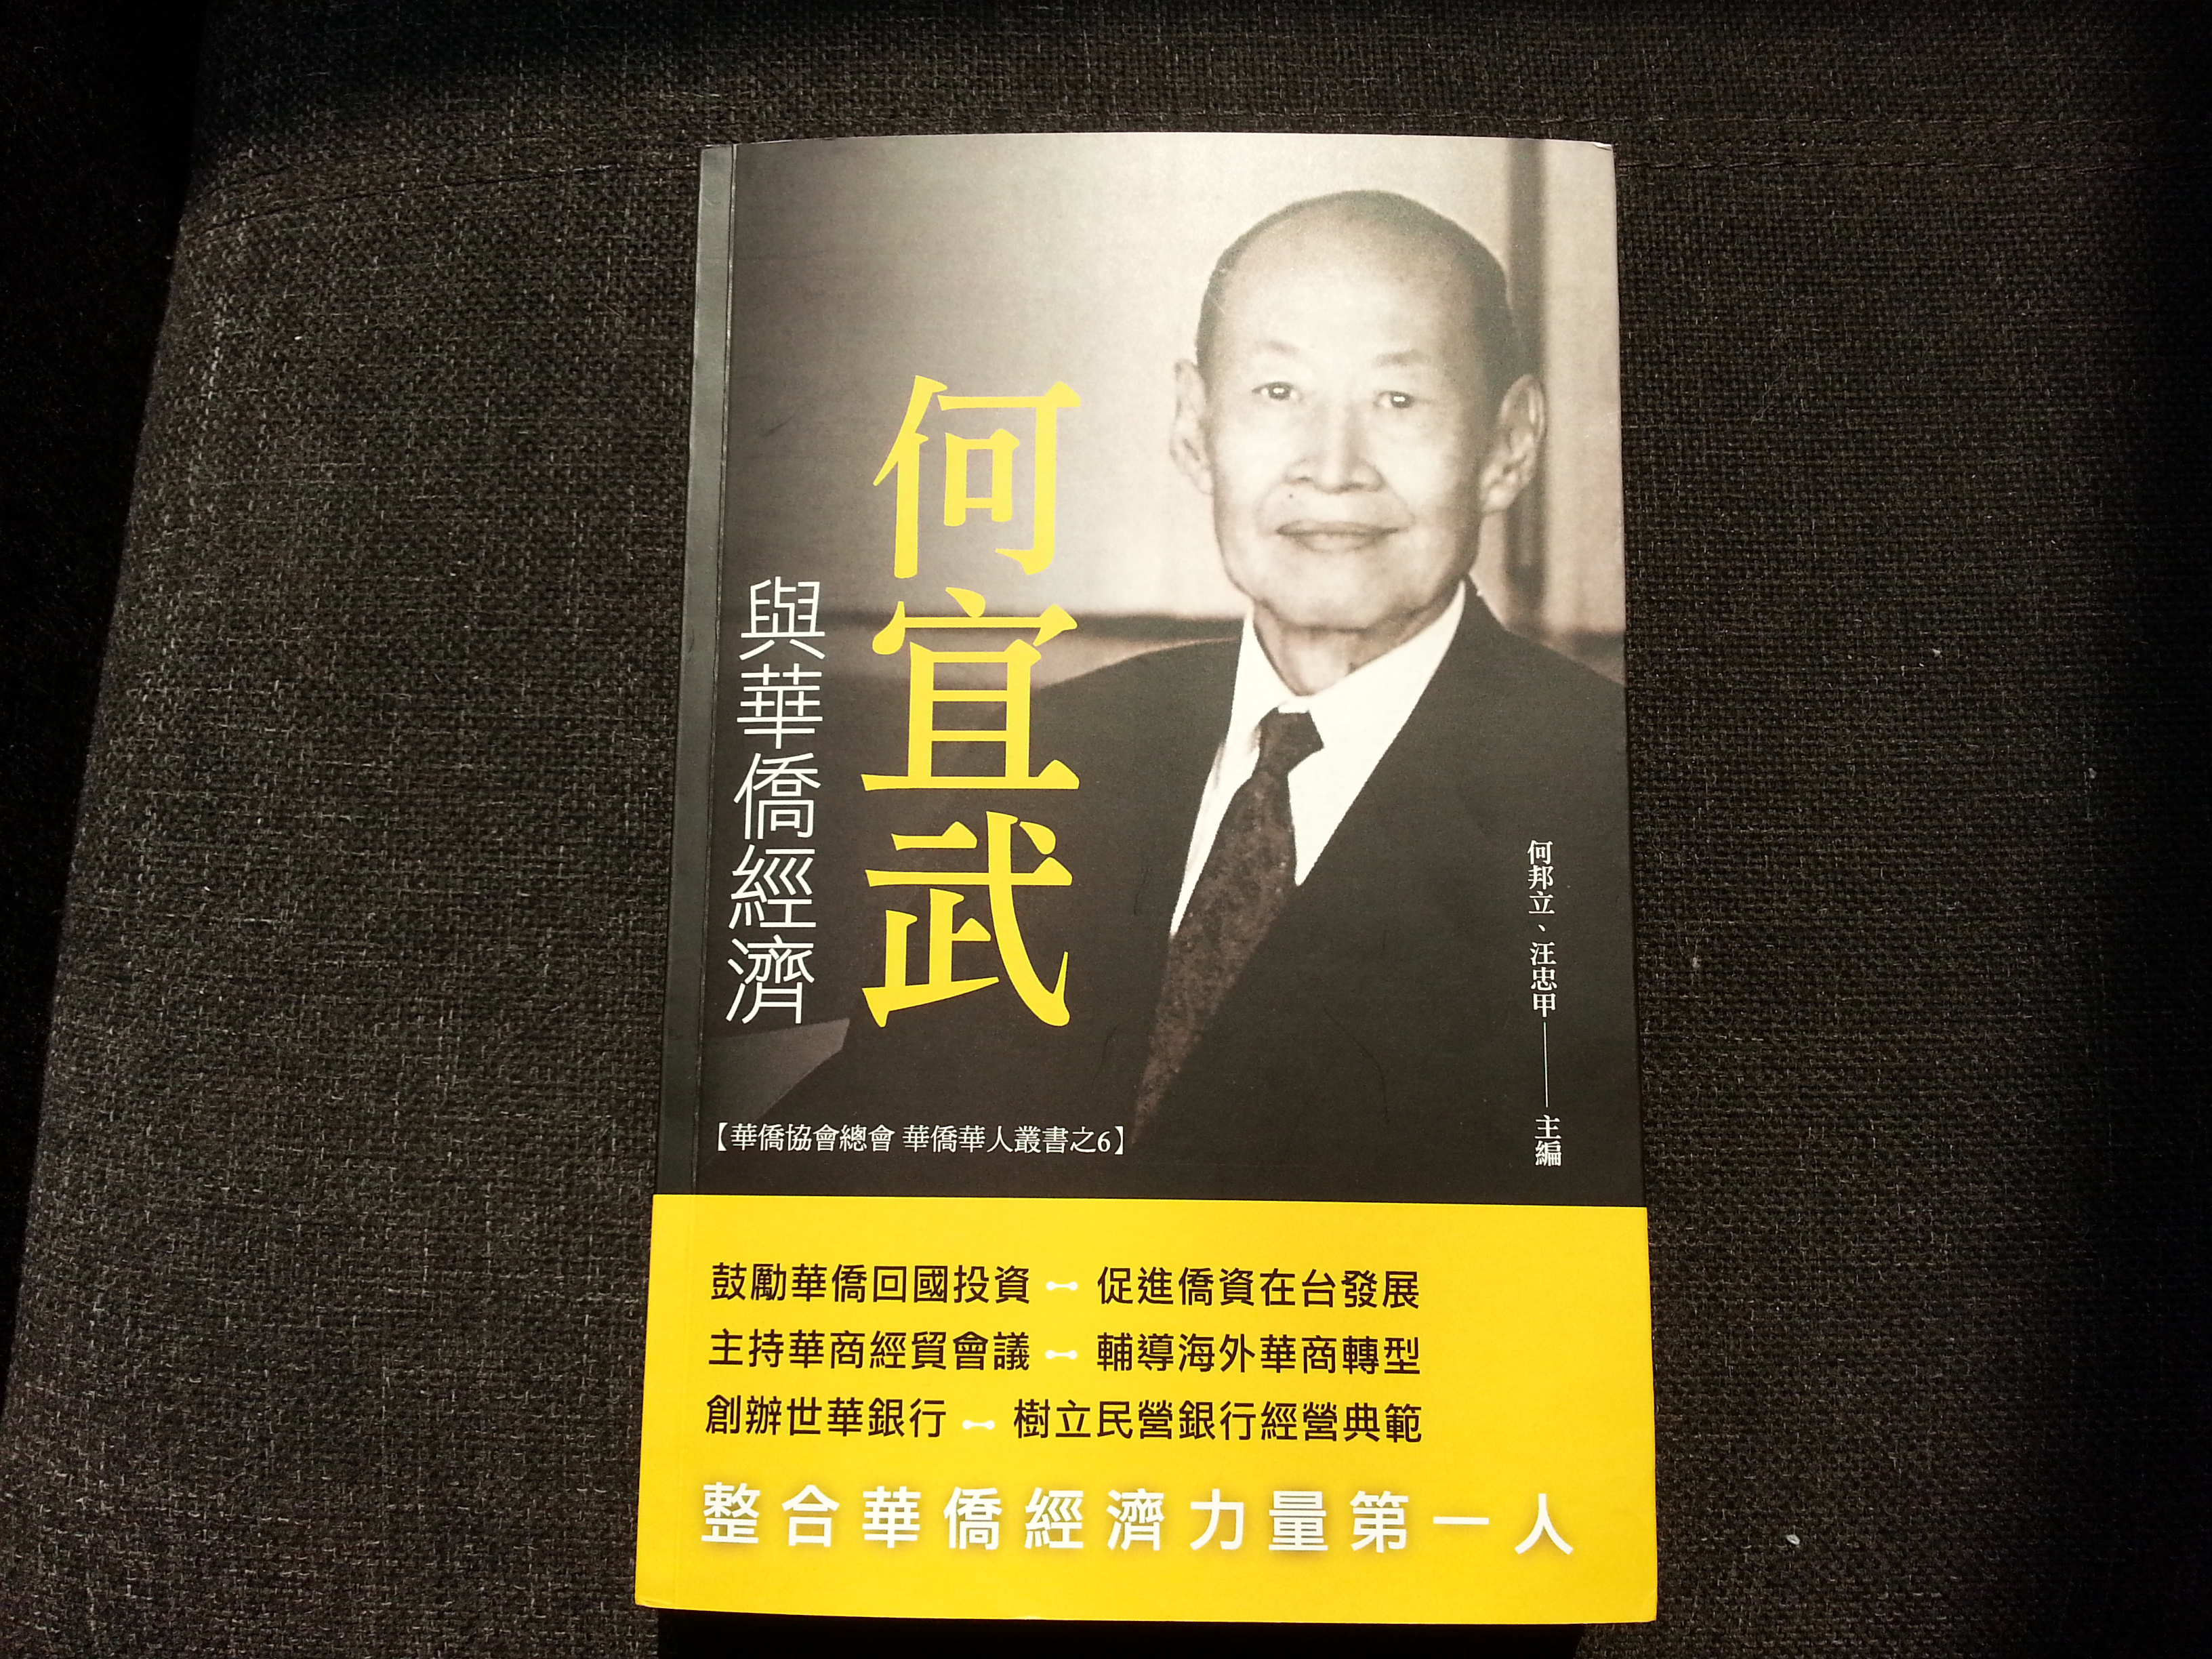 何宜武
與華僑經濟
何邦立、汪忠甲——主編
【華僑協會總會 華僑華人叢書之6】
鼓勵華僑回國投資 促進僑資在台發展
主持華商經貿會議 輔導海外華商轉型
創辦世華銀行 樹立民營銀行經營典範
整合華僑經濟力量第一人